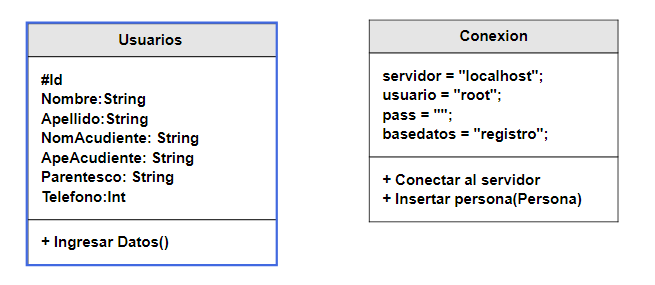 Usuarios
#Id
Nombre:String
Apellido:String
NomAcudiente: String
ApeAcudiente: String
Parentesco: String
Telefono:Int
+ Ingresar Datos()
Conexion
servidor = "localhost";
usuario = "root";
pass = "";
basedatos = "registro";
+ Conectar al servidor
+ Insertar persona(Persona)